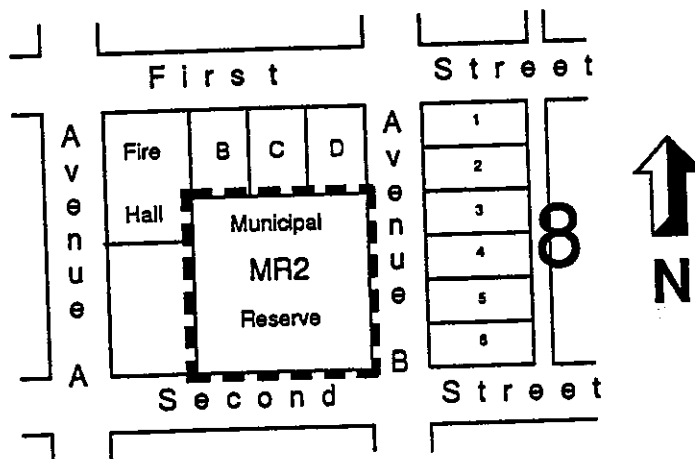 First Street
Avenue A
Fire
Hall
B
C
D
Municipal
MR2
Reserve
Avenue B
1
2
3
4
5
6
8
N
Second Street